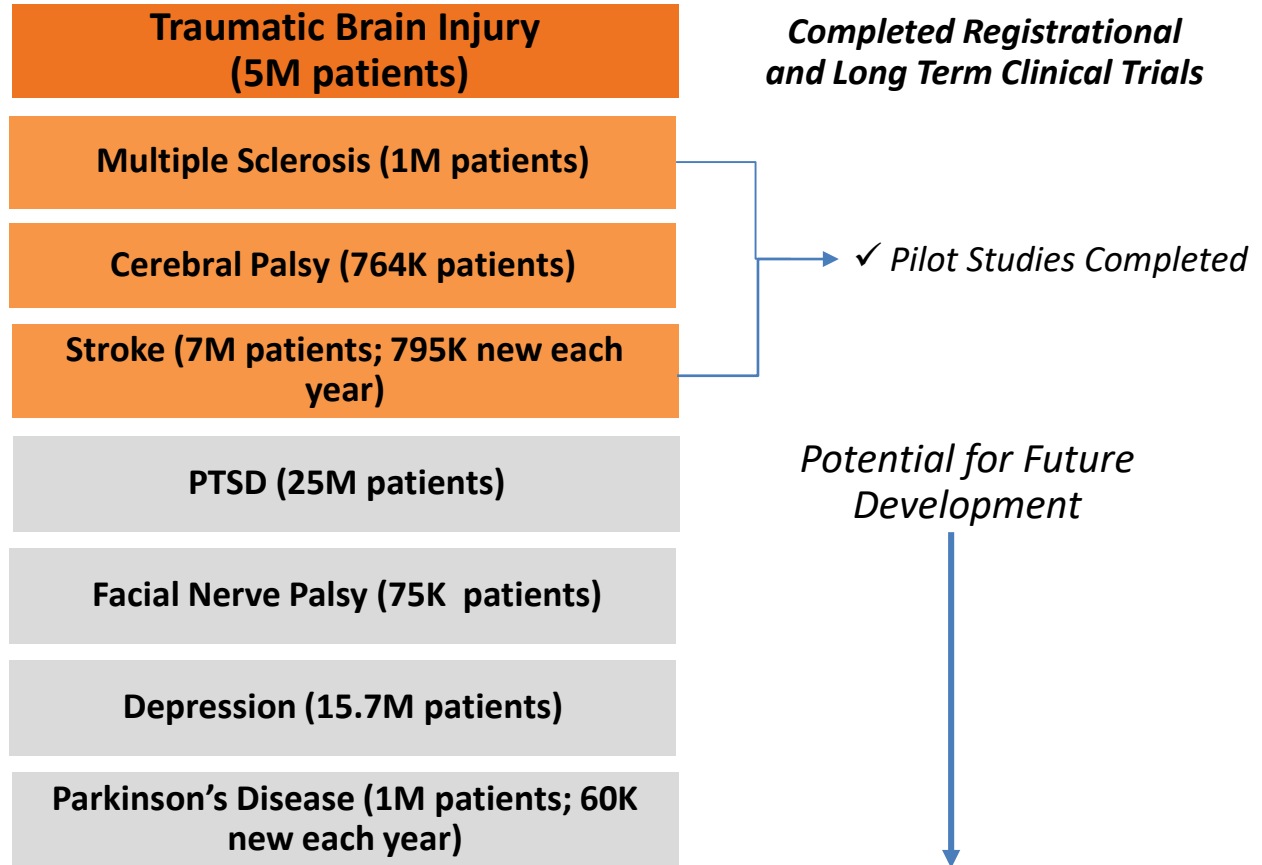 Traumatic Brain Injury
(5M patients)
Completed Registrational
and Long Term Clinical Trials
Multiple Sclerosis (1M patients)
Cerebral Palsy (764K patients)
✓ Pilot Studies Completed
Stroke (7M patients; 795K new each
year)
PTSD (25M patients)
Potential for Future
Development
Facial Nerve Palsy (75K  patients)
Depression (15.7M patients)
Parkinson’s Disease (1M patients; 60K
new each year)